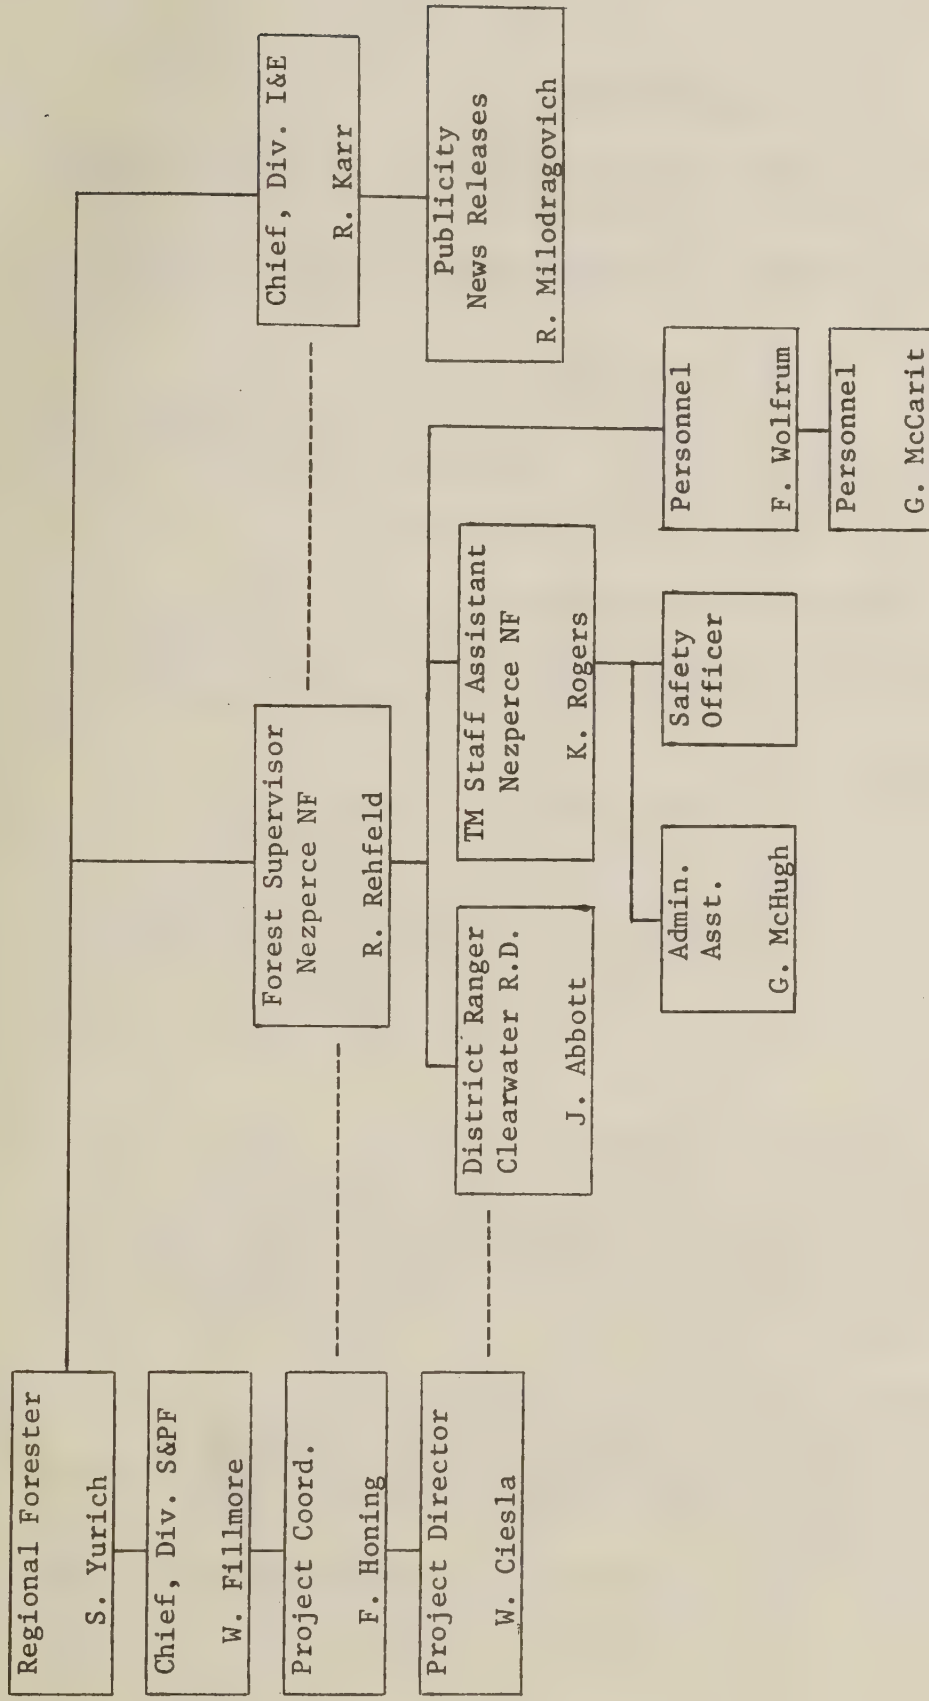 Regional Forester
S. Yurich
Chief, Div. S&PF
W. Fillmore
Project Coord.
F. Honing
Project Director
W. Ciesla
Forest Supervisor
Nezperce NF
R. Rehfeld
District Ranger
Clearwater R.D.
J. Abbott
TM Staff Assistant
Nezperce NF
K. Rogers
Admin.
Asst.
G. McHugh
Safety
Officer
Personnel
F. Wolfrum
Personnel
G. McCarit
Chief, Div. I&E
R. Karr
Publicity
News Releases
R. Milodragovich